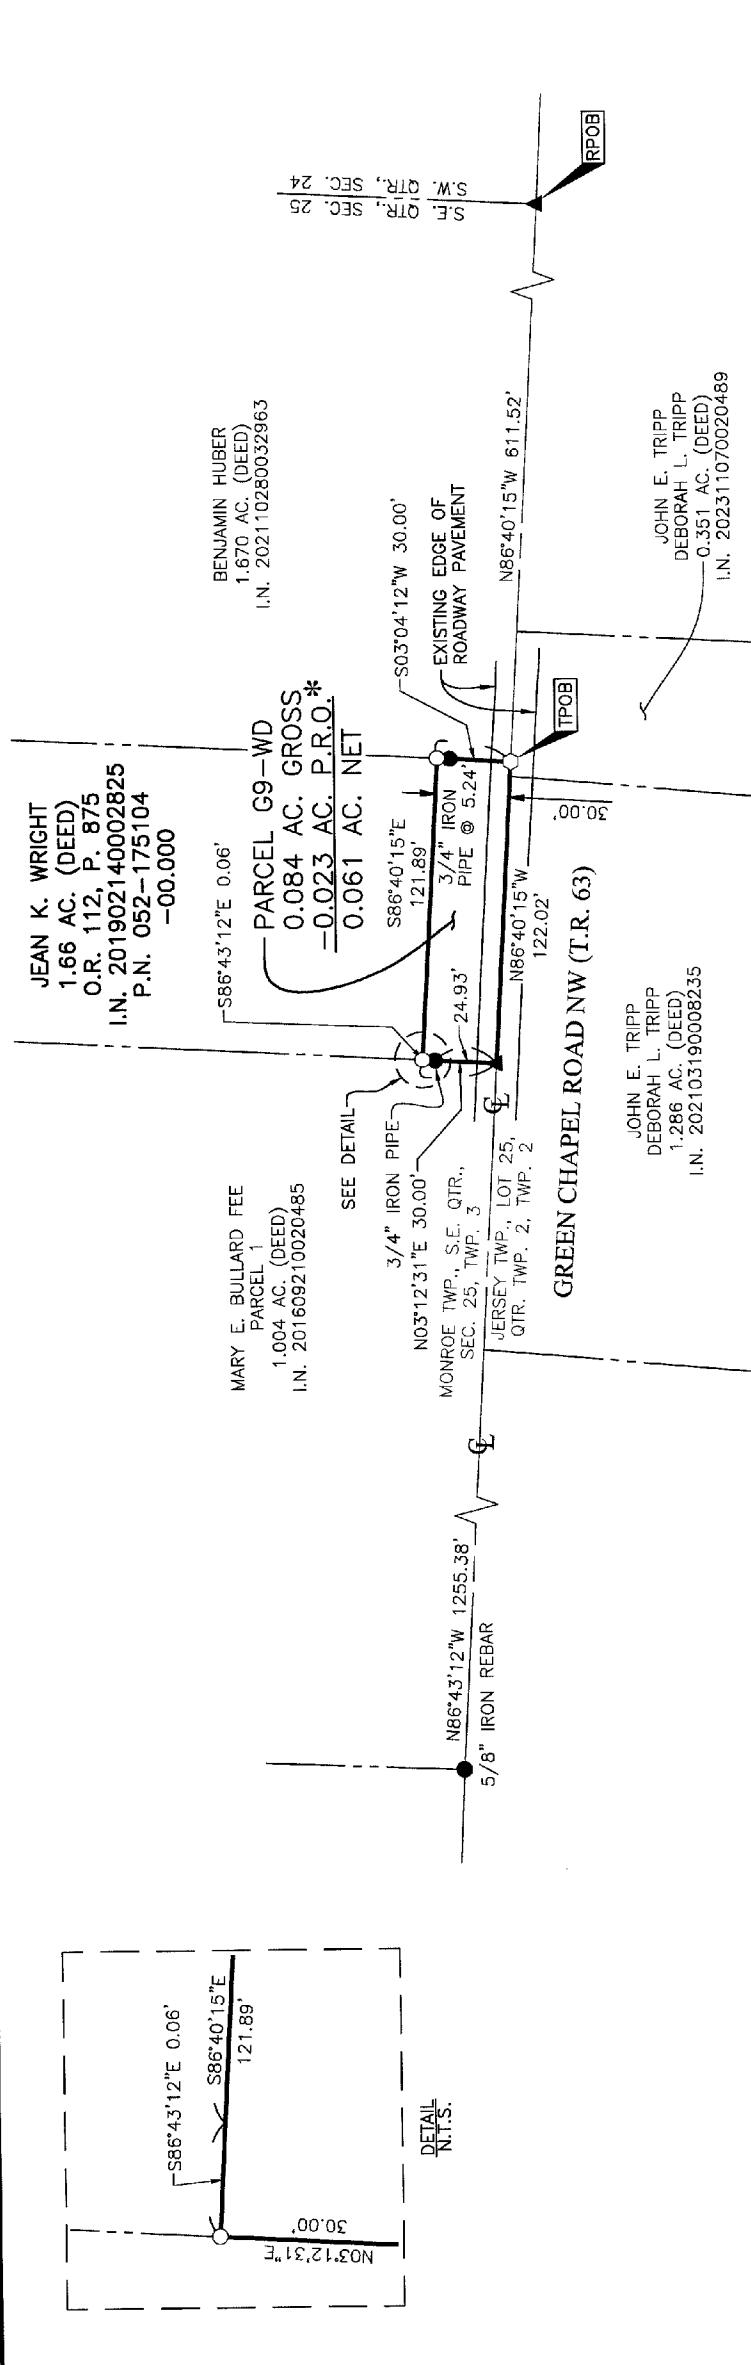 S.W. QTR., SEC. 24
S.E. QTR., SEC. 25
RPOB
BENJAMIN HUBER
1.670 AC. (DEED)
I.N. 202110280032963
N86°40'15"W 611.52'
JOHN E. TRIPP
DEBORAH L. TRIPP
0.351 AC. (DEED)
I.N. 202311070020489
S03°04'12"W 30.00'
EXISTING EDGE OF
ROADWAY PAVEMENT
TPOB
JEAN K. WRIGHT
1.66 AC. (DEED)
O.R. 112, P. 875
I.N. 201902140002825
P.N. 052-175104
-00.000
S86°43'12"E 0.06'
PARCEL G9-WD
0.084 AC. GROSS
-0.023 AC. P.R.O.*
0.061 AC. NET
S86°40'15"E
121.89'
3/4" IRON
PIPE @ 5.24'
30.00'
24.93'
N86°40'15"W
122.02'
GREEN CHAPEL ROAD NW (T.R. 63)
JOHN E. TRIPP
DEBORAH L. TRIPP
1.286 AC. (DEED)
I.N. 202103190008235
MARY E. BULLARD FEE
PARCEL 1
1.004 AC. (DEED)
I.N. 201609210020485
SEE DETAIL
3/4" IRON PIPE
N03°12'31"E 30.00'
MONROE TWP., S.E. QTR.,
SEC. 25, TWP. 3
JERSEY TWP., LOT 25,
QTR. TWP. 2, TWP. 2
℄
℄
N86°43'12"W 1255.38'
5/8" IRON REBAR
S86°43'12"E 0.06'
S86°40'15"E
121.89'
30.00'
N03°12'31"E
DETAIL
N.T.S.